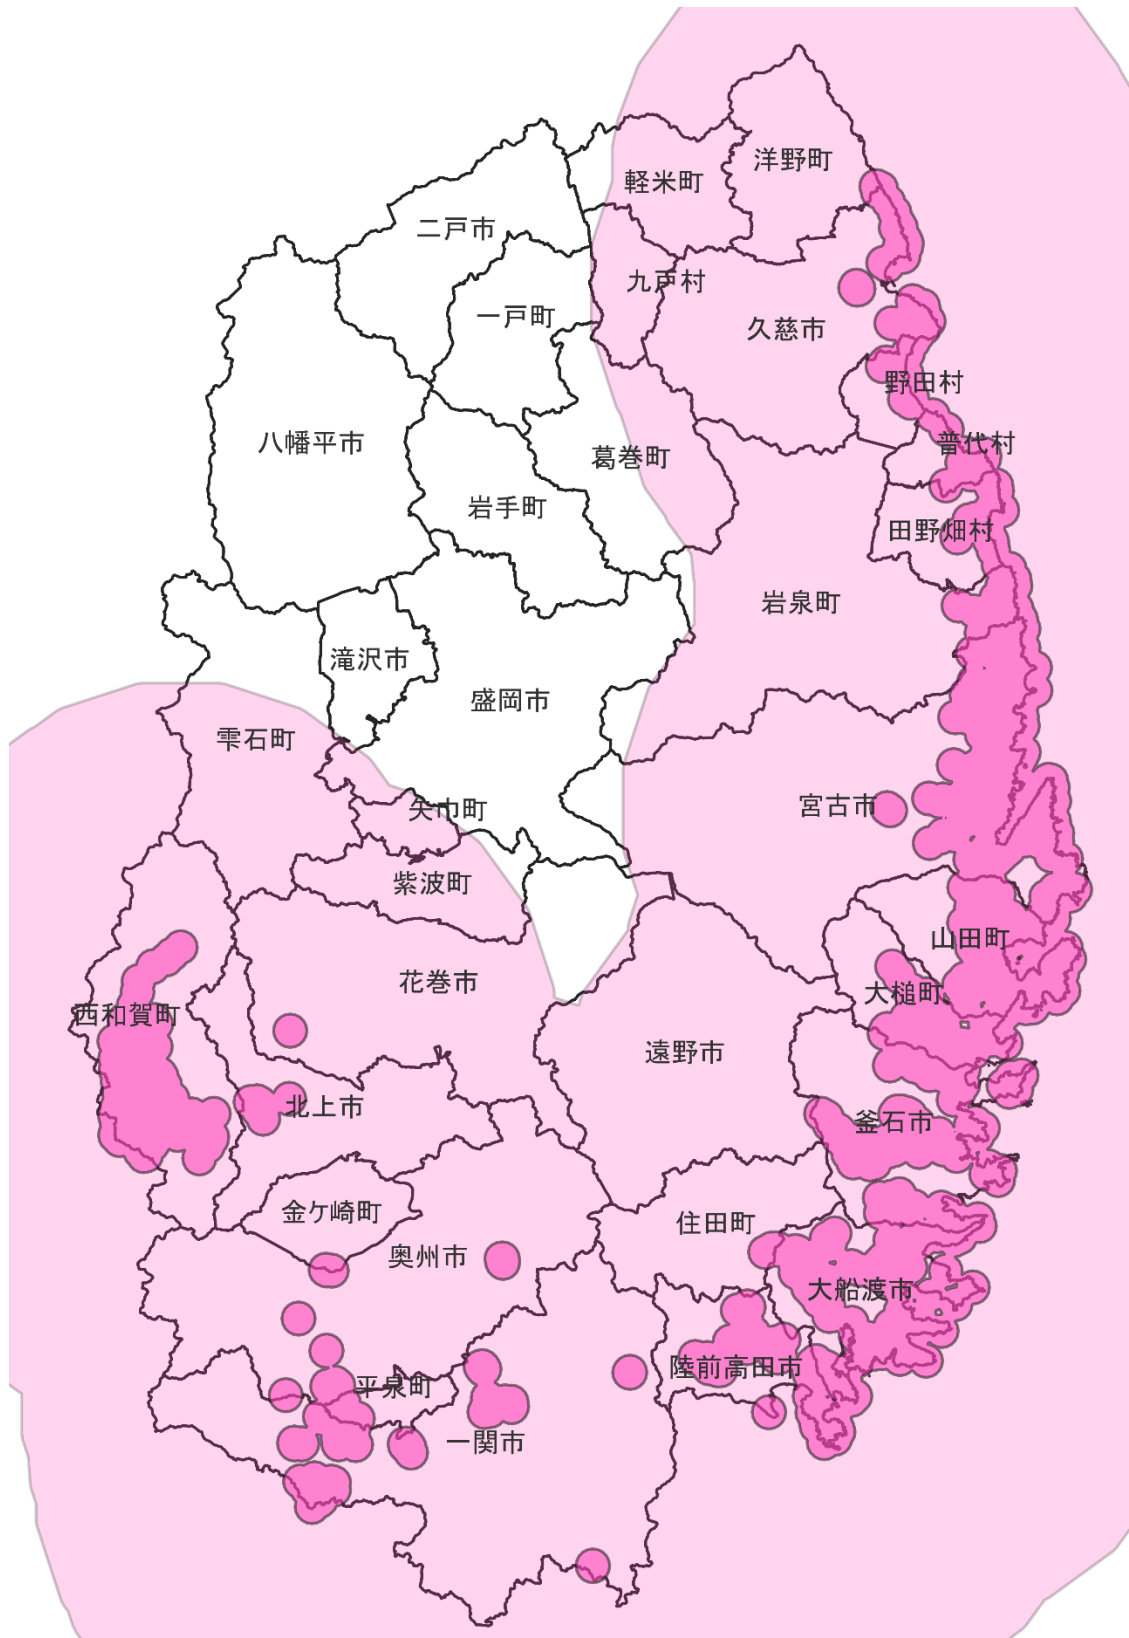 洋野町
軽米町
二戸市
九戸村
一戸町
久慈市
野田村
八幡平市
普代村
葛巻町
岩手町
田野畑村
岩泉町
滝沢市
盛岡市
雫石町
宮古市
矢巾町
紫波町
山田町
花巻市
大槌町
西和賀町
遠野市
北上市
釜石市
金ケ崎町
住田町
奥州市
大船渡市
陸前高田市
平泉町
一関市